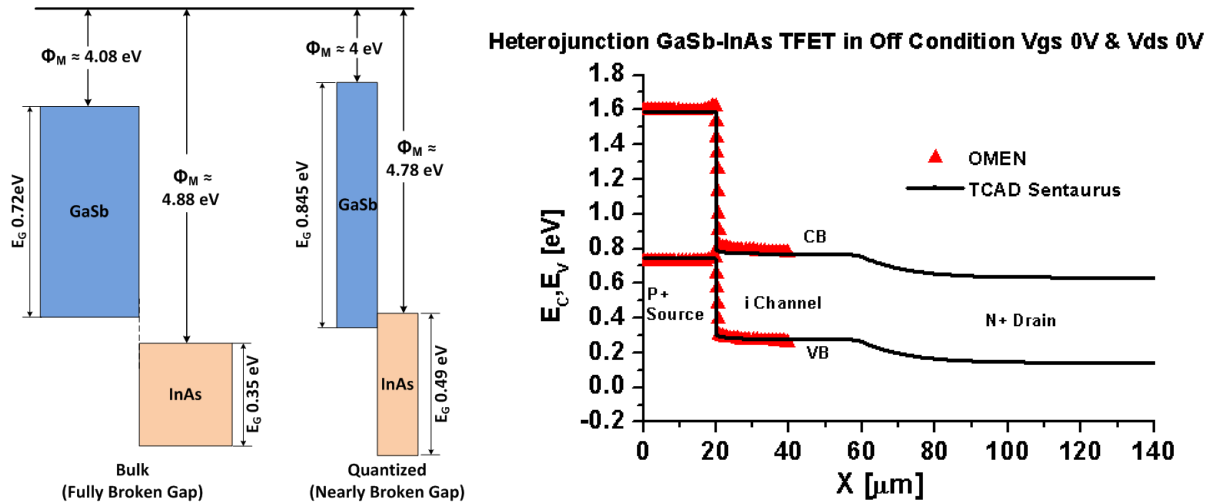 ΦM ≈ 4.08 eV
EG 0.72eV
GaSb
ΦM ≈
4.88 eV
InAs
EG 0.35 eV
Bulk
(Fully Broken Gap)
ΦM ≈ 4 eV
EG 0.845 eV
GaSb
ΦM ≈
4.78 eV
InAs
EG 0.49 eV
Quantized
(Nearly Broken Gap)
Heterojunction GaSb-InAs TFET in Off Condition Vgs 0V & Vds 0V
EC,EV [eV]
1.8
1.6
1.4
1.2
1.0
0.8
0.6
0.4
0.2
0.0
-0.2
OMEN
TCAD Sentaurus
CB
P+
Source
i Channel
N+ Drain
VB
0 20 40 60 80 100 120 140
X [μm]